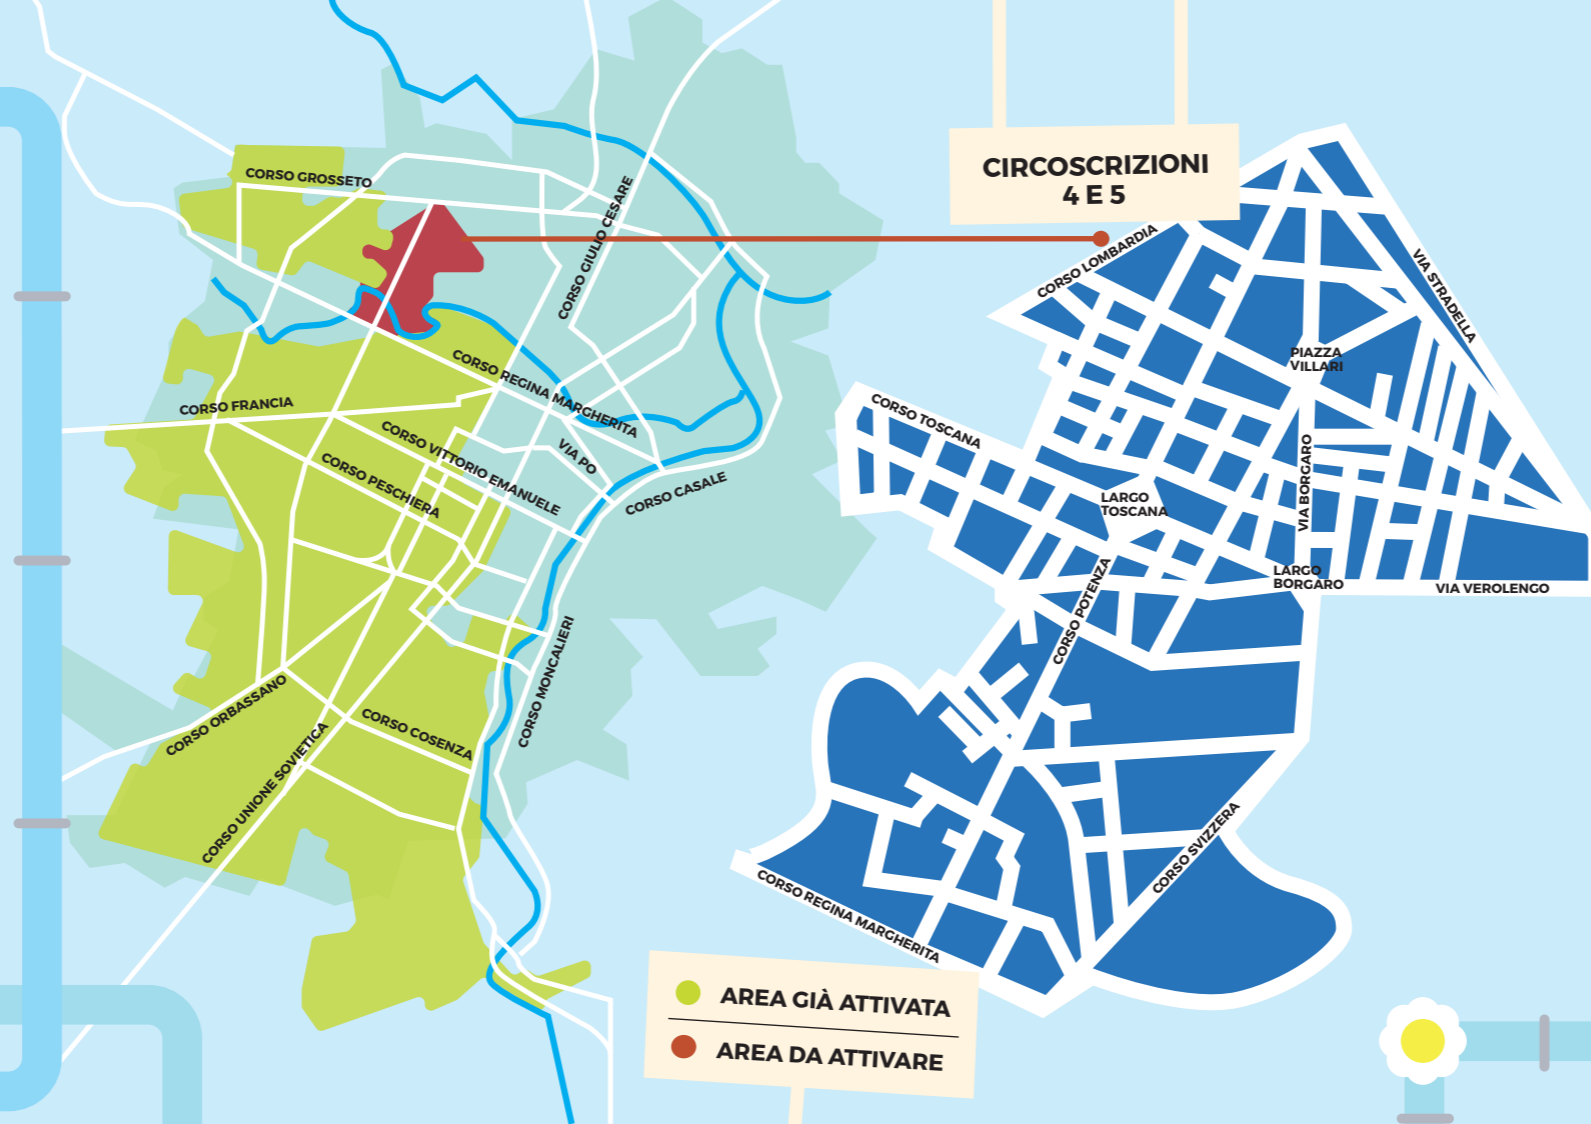 CORSO GROSSETO
CORSO GIULIO CESARE
CORSO REGINA MARGHERITA
CORSO FRANCIA
CORSO VITTORIO EMANUELE
VIA PO
CORSO PESCHIERA
CORSO CASALE
CORSO MONCALIERI
CORSO ORBASSANO
CORSO COSENZA
CORSO UNIONE SOVIETICA
CIRCOSCRIZIONI
4 E 5
CORSO LOMBARDIA
VIA STRADELLA
PIAZZA
VILLARI
CORSO TOSCANA
VIA BORGARO
LARGO
TOSCANA
LARGO
BORGARO
VIA VEROLENGO
CORSO POTENZA
CORSO SVIZZERA
CORSO REGINA MARGHERITA
AREA GIÀ ATTIVATA
AREA DA ATTIVARE